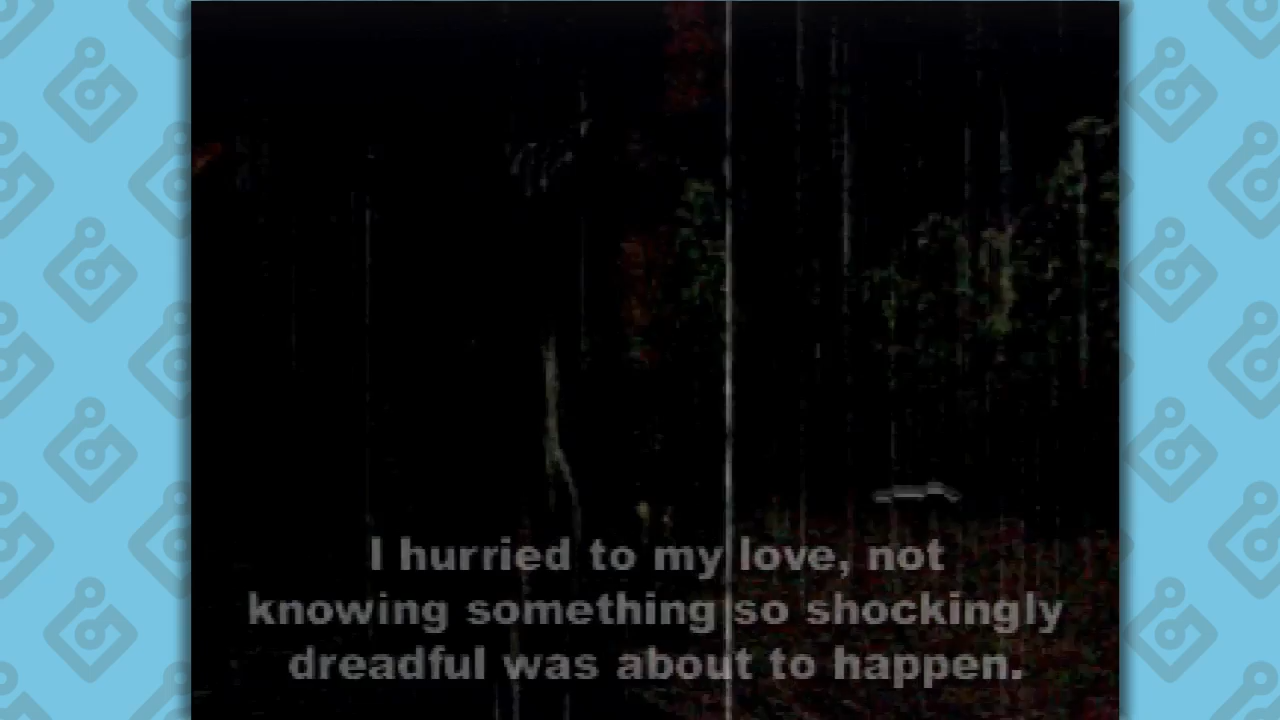 I hurried to my love, not
knowing something so shockingly
dreadful was about to happen.